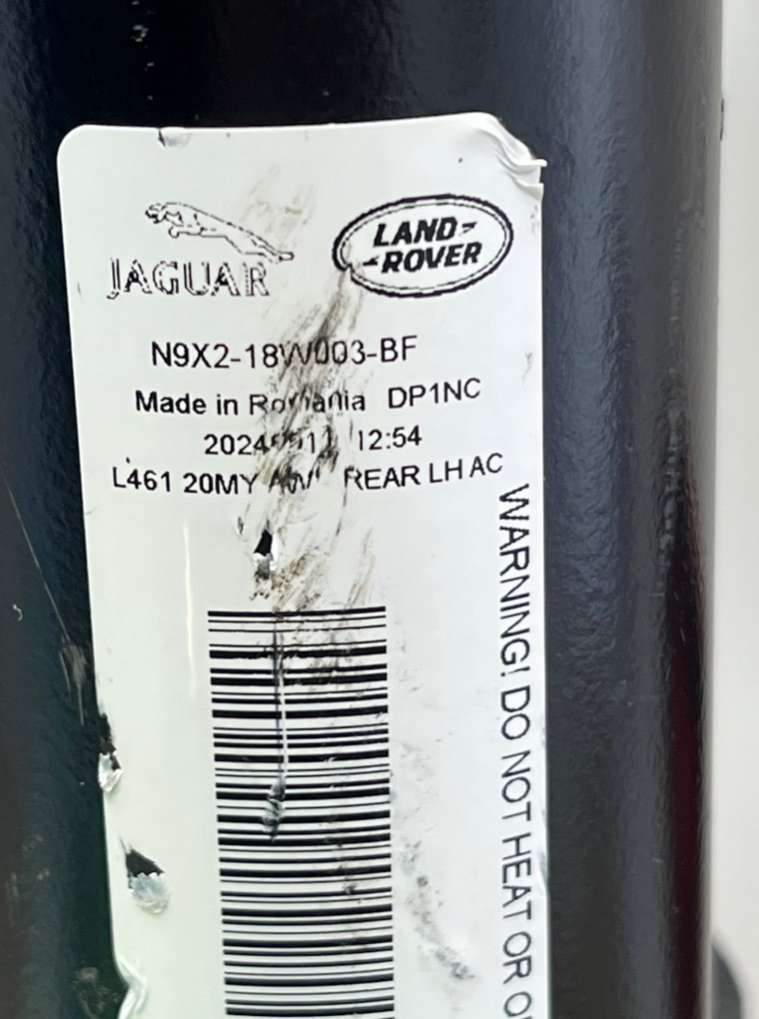 JAGUAR
LAND-
-ROVER
N9X2-18W003-BF
Made in Romania DP1NC
12:54
L461 20MY REAR LH AC
WARNING! DO NOT HEAT OR